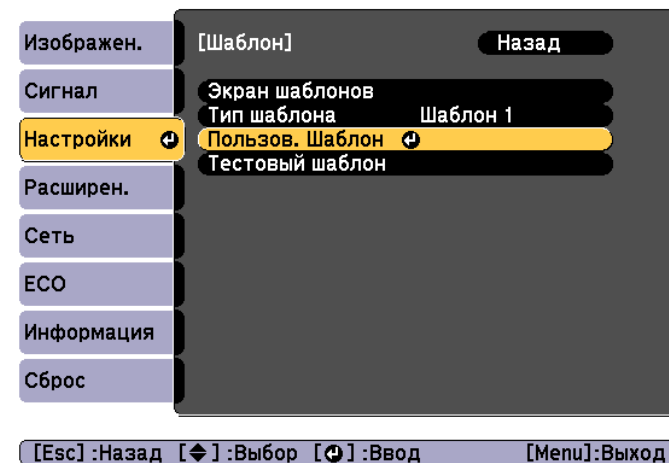 Изображен.
Сигнал
Настройки
Расширен.
Сеть
ECO
Информация
Сброс
[Шаблон] Назад
Экран шаблонов
Тип шаблона Шаблон 1
Пользов. Шаблон
Тестовый шаблон
[Esc]:Назад [◆]:Выбор [⏎]:Ввод [Menu]:Выход